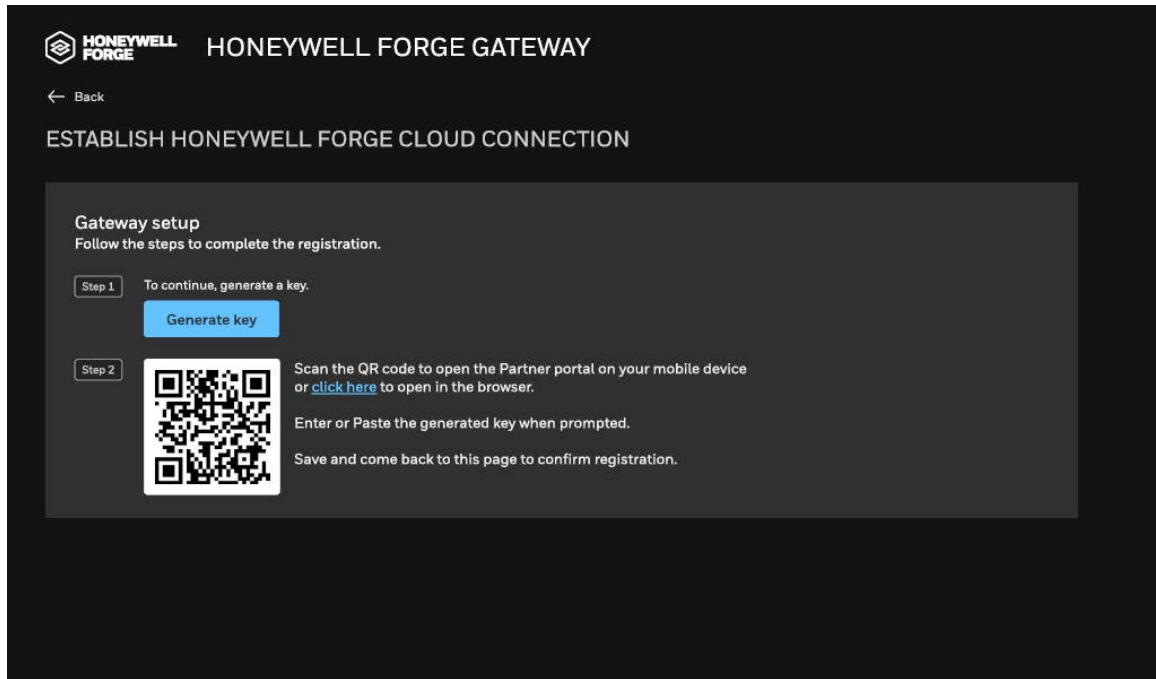 HONEYWELL
FORGE
HONEYWELL FORGE GATEWAY
← Back
ESTABLISH HONEYWELL FORGE CLOUD CONNECTION
Gateway setup
Follow the steps to complete the registration.
Step 1
To continue, generate a key.
Generate key
Step 2
Scan the QR code to open the Partner portal on your mobile device
or click here to open in the browser.
Enter or Paste the generated key when prompted.
Save and come back to this page to confirm registration.